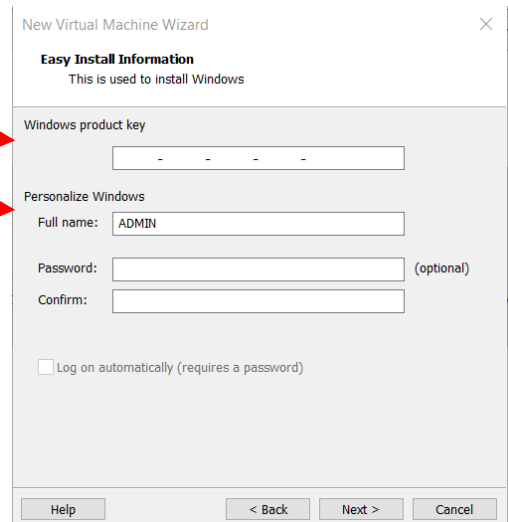 New Virtual Machine Wizard
Easy Install Information
This is used to install Windows
Windows product key
- - - -
Personalize Windows
Full name: ADMIN
Password: (optional)
Confirm:
Log on automatically (requires a password)
Help < Back Next > Cancel